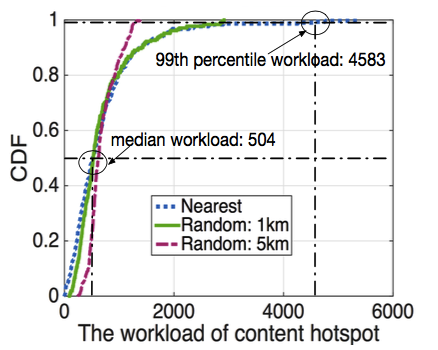 1
99th percentile workload: 4583
0.8
0.6
median workload: 504
CDF
0.4
Nearest
Random: 1km
Random: 5km
0.2
0
0 2000 4000 6000
The workload of content hotspot